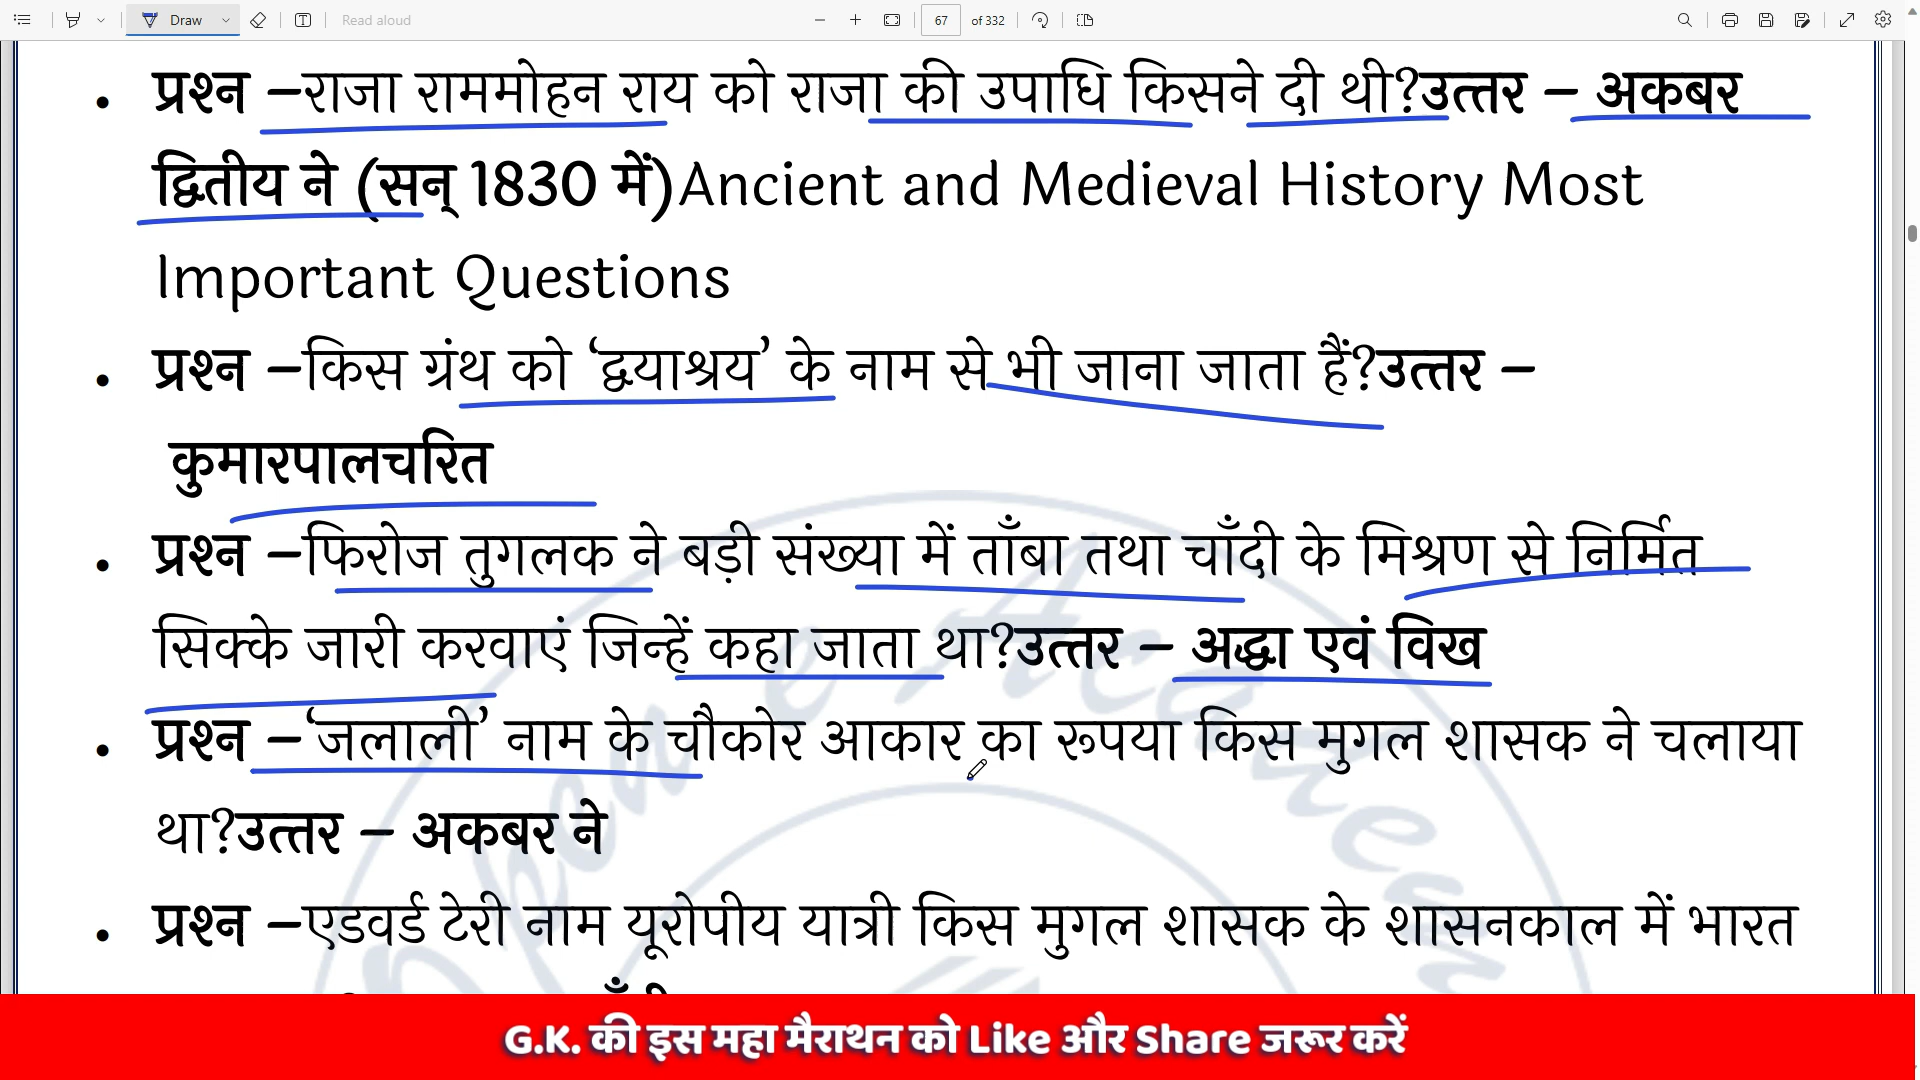 Draw
Read aloud
67 of 332
• प्रश्न –राजा राममोहन राय को राजा की उपाधि किसने दी थी?उत्तर – अकबर
द्वितीय ने (सन् 1830 में)Ancient and Medieval History Most
Important Questions
• प्रश्न –किस ग्रंथ को ‘द्वयाश्रय’ के नाम से भी जाना जाता हैं?उत्तर –
कुमारपालचरित
• प्रश्न –फिरोज तुगलक ने बड़ी संख्या में ताँबा तथा चाँदी के मिश्रण से निर्मित
सिक्के जारी करवाएं जिन्हें कहा जाता था?उत्तर – अद्धा एवं विख
• प्रश्न –‘जलाली’ नाम के चौकोर आकार का रूपया किस मुगल शासक ने चलाया
था?उत्तर – अकबर ने
• प्रश्न –एडवर्ड टेरी नाम यूरोपीय यात्री किस मुगल शासक के शासनकाल में भारत
G.K. की इस महा मैराथन को Like और Share जरूर करें